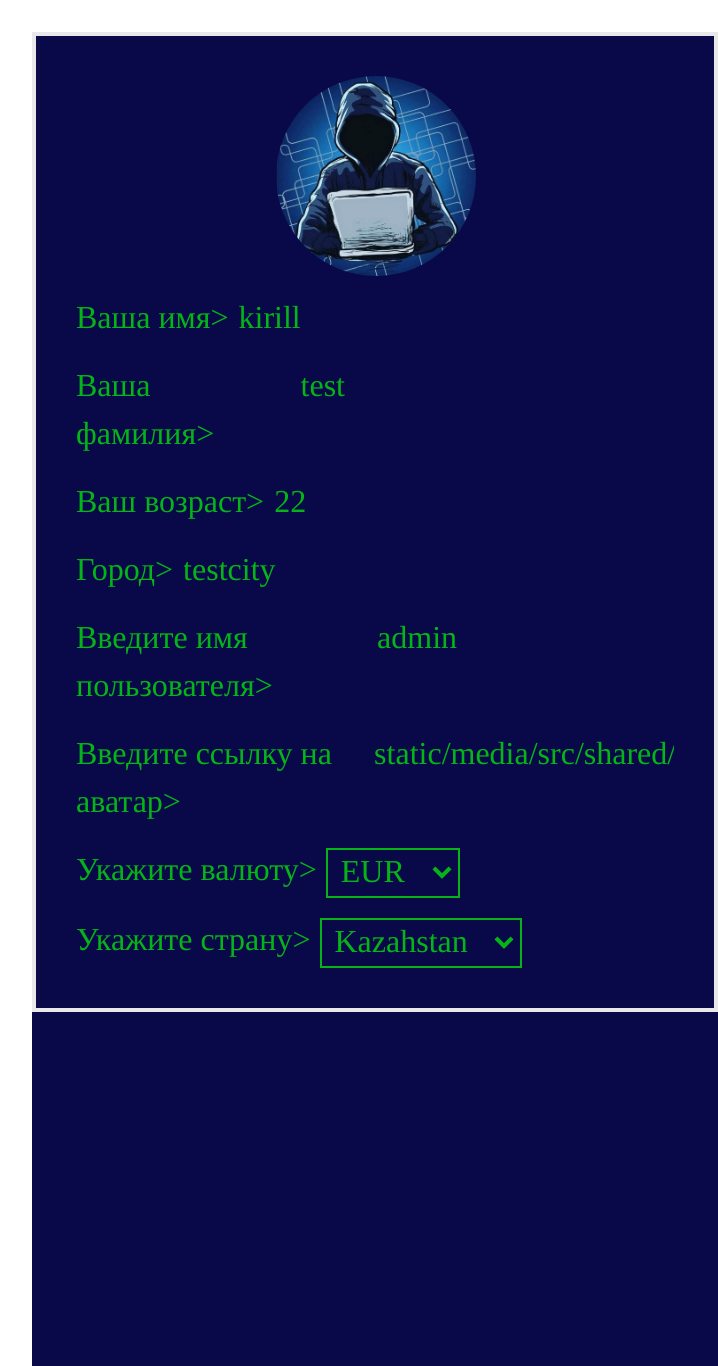 Ваша имя> kirill
Ваша test
фамилия>
Ваш возраст> 22
Город> testcity
Введите имя admin
пользователя>
Введите ссылку на static/media/src/shared/
аватар>
Укажите валюту> EUR
Укажите страну> Kazahstan